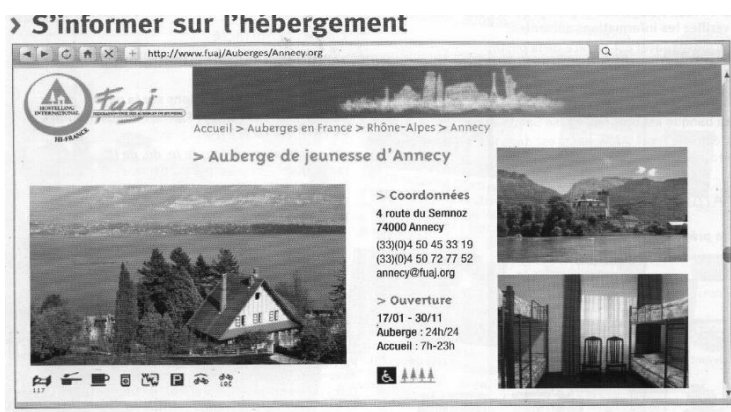 › S'informer sur l'hébergement
http://www.fuaj/Auberges/Annecy.org
HOSTELLING
INTERNATIONAL
HI-FRANCE
Fuaj
Accueil > Auberges en France > Rhône-Alpes > Annecy
> Auberge de jeunesse d'Annecy
> Coordonnées
4 route du Semnoz
74000 Annecy
(33)(0)4 50 45 33 19
(33)(0)4 50 72 77 52
annecy@fuaj.org
> Ouverture
17/01 - 30/11
Auberge : 24h/24
Accueil : 7h-23h
117
P
LOC